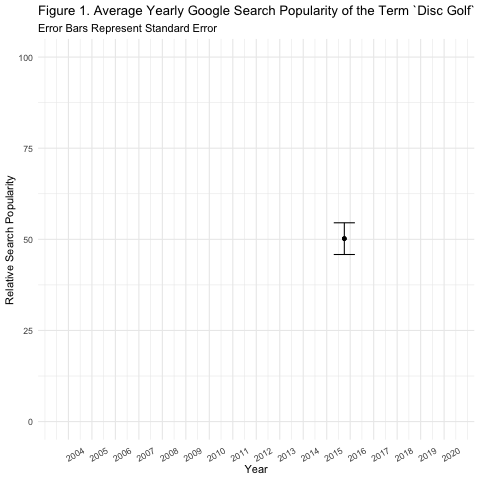 Figure 1. Average Yearly Google Search Popularity of the Term `Disc Golf`
Error Bars Represent Standard Error
100
75
50
25
0
Relative Search Popularity
2004 2005 2006 2007 2008 2009 2010 2011 2012 2013 2014 2015 2016 2017 2018 2019 2020
Year